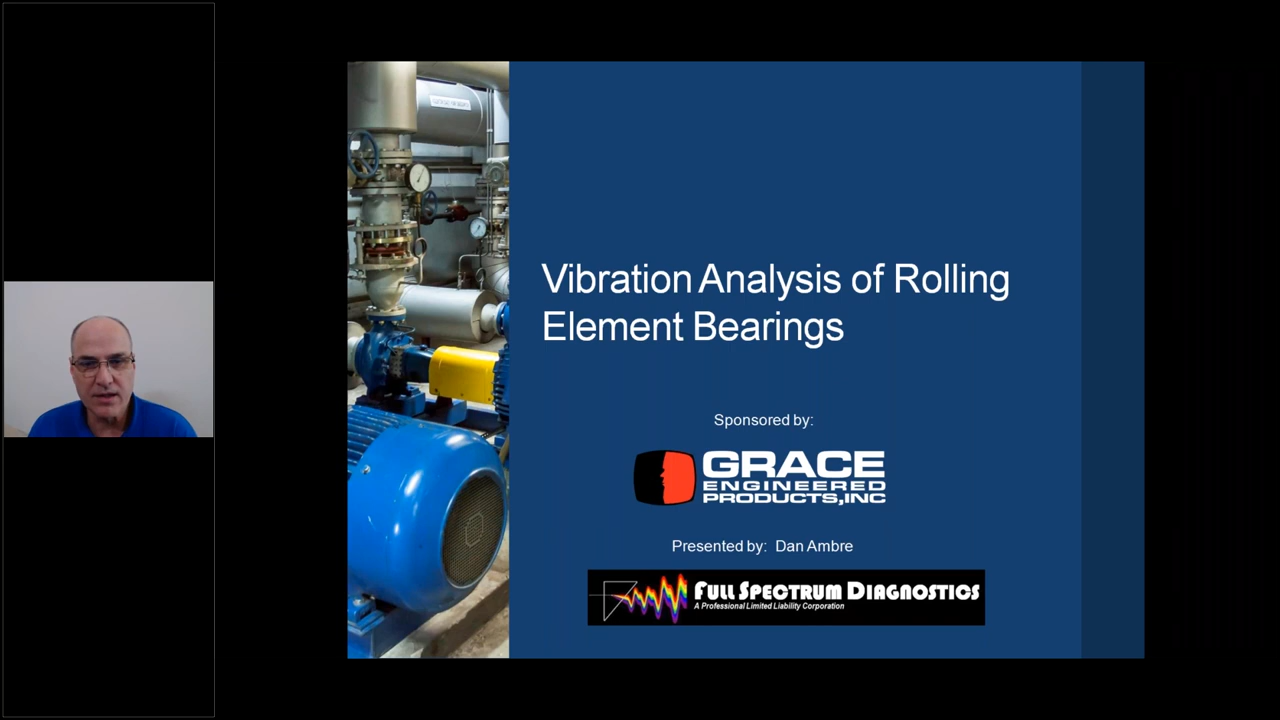 Vibration Analysis of Rolling
Element Bearings
Sponsored by:
GRACE
ENGINEERED
PRODUCTS,INC
Presented by: Dan Ambre
FULL SPECTRUM DIAGNOSTICS
A Professional Limited Liability Corporation